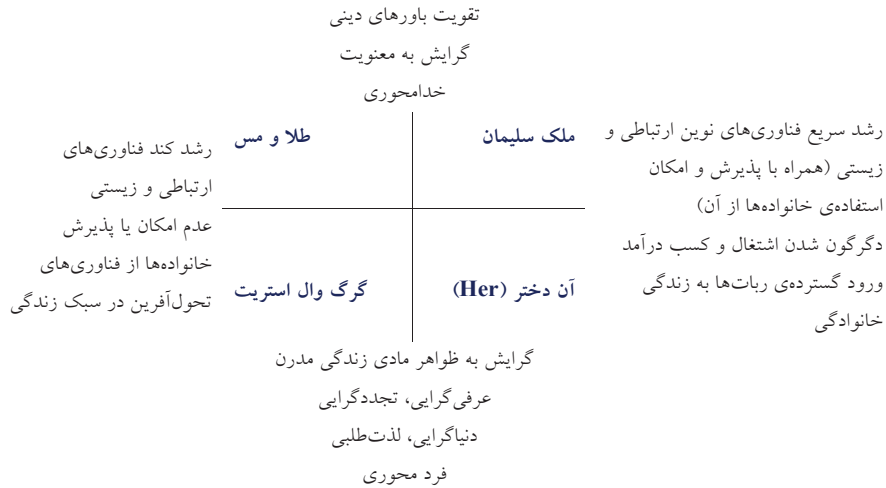 تقویت باورهای دینی
گرایش به معنویت
خدامحوری
رشد سریع فناوری‌های نوین ارتباطی و
زیستی (همراه با پذیرش و امکان
استفاده‌ی خانواده‌ها از آن)
دگرگون شدن اشتغال و کسب درآمد
ورود گسترده‌ی ربات‌ها به زندگی
خانوادگی
ملک سلیمان
طلا و مس
آن دختر (Her)
گرگ وال استریت
رشد کند فناوری‌های
ارتباطی و زیستی
عدم امکان یا پذیرش
خانواده‌ها از فناوری‌های
تحول‌آفرین در سبک زندگی
گرایش به ظواهر مادی زندگی مدرن
عرفی‌گرایی، تجددگرایی
دنیاگرایی، لذت‌طلبی
فرد محوری